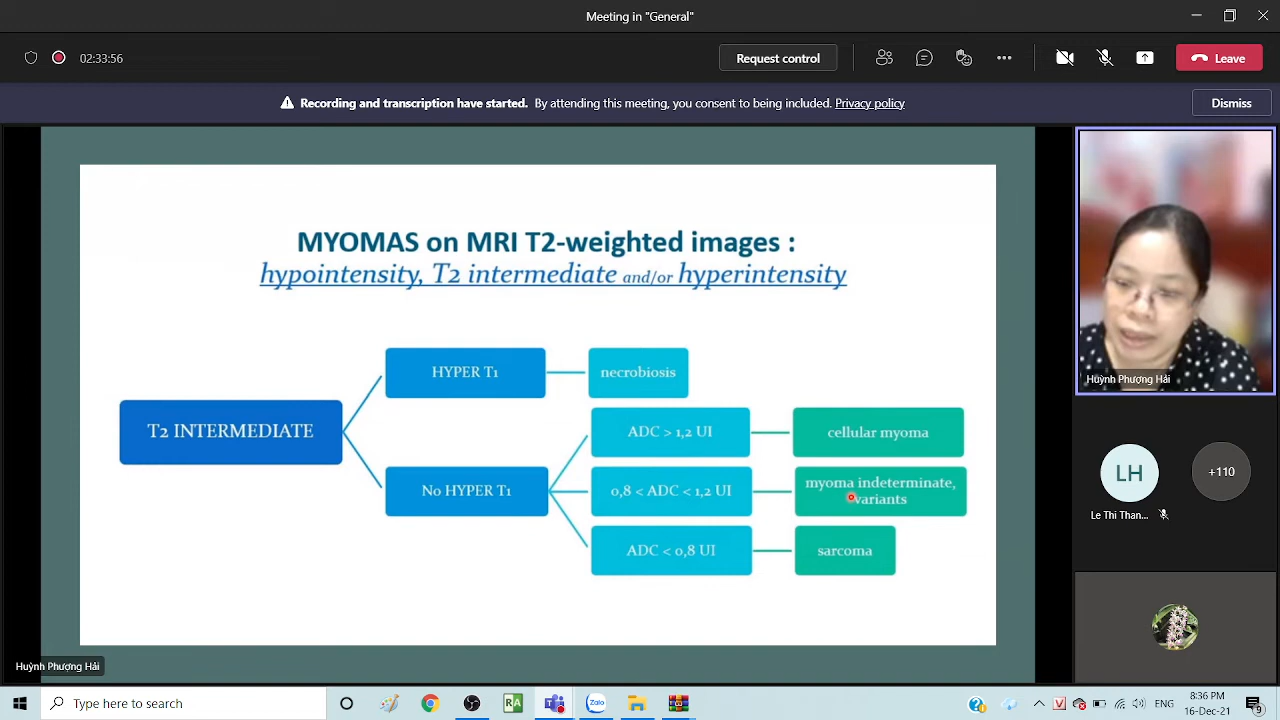 Meeting in "General"
02:33:56
Request control
Leave
Recording and transcription have started. By attending this meeting, you consent to being included. Privacy policy
Dismiss
MYOMAS on MRI T2-weighted images :
hypointensity, T2 intermediate and/or hyperintensity
HYPER T1
necrobiosis
T2 INTERMEDIATE
ADC > 1,2 UI
cellular myoma
No HYPER T1
0,8 < ADC < 1,2 UI
myoma indeterminate,
variants
ADC < 0,8 UI
sarcoma
Huỳnh Phương Hải
LH
+110
Le Thi Than...
Huỳnh Phương Hải
Type here to search
RA
Zalo
V
8:36 PM
16-Dec-21
9